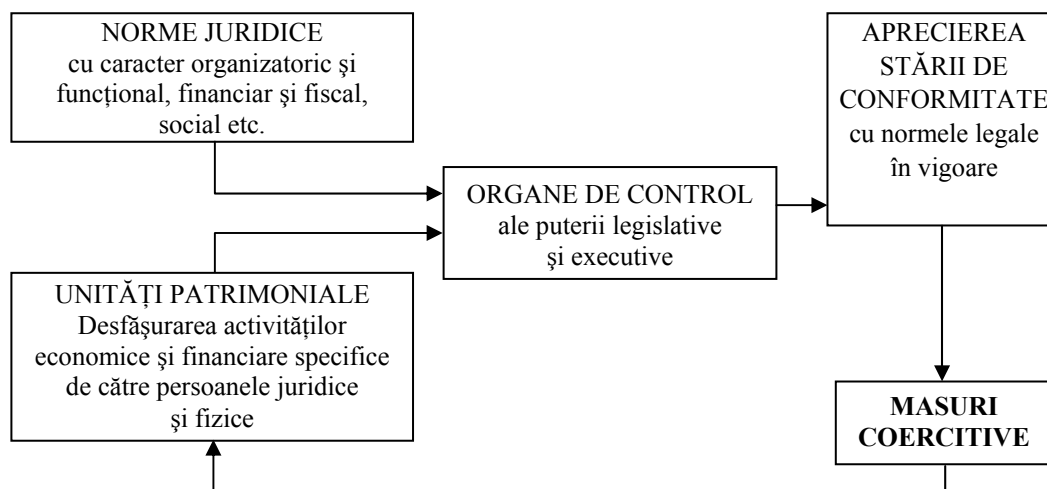 NORME JURIDICE
cu caracter organizatoric şi
funcţional, financiar şi fiscal,
social etc.
APRECIEREA
STĂRII DE
CONFORMITATE
cu normele legale
în vigoare
ORGANE DE CONTROL
ale puterii legislative
şi executive
UNITĂŢI PATRIMONIALE
Desfăşurarea activităţilor
economice şi financiare specifice
de către persoanele juridice
şi fizice
MASURI
COERCITIVE